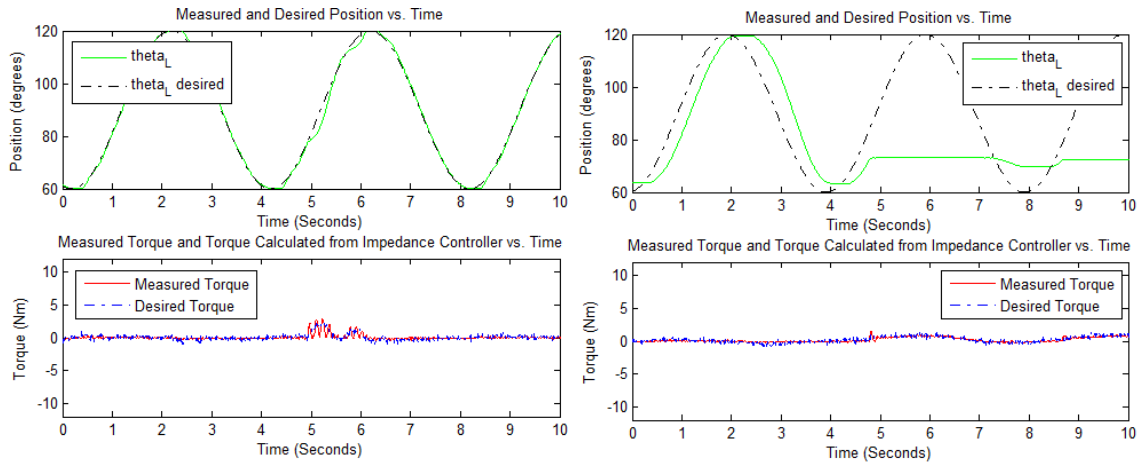 Measured and Desired Position vs. Time
120
100
80
60
Position (degrees)
theta_L
theta_L desired
0 1 2 3 4 5 6 7 8 9 10
Time (Seconds)
Measured Torque and Torque Calculated from Impedance Controller vs. Time
10
5
0
-5
-10
Torque (Nm)
Measured Torque
Desired Torque
0 1 2 3 4 5 6 7 8 9 10
Time (Seconds)
Measured and Desired Position vs. Time
120
100
80
60
Position (degrees)
theta_L
theta_L desired
0 1 2 3 4 5 6 7 8 9 10
Time (Seconds)
Measured Torque and Torque Calculated from Impedance Controller vs. Time
10
5
0
-5
-10
Torque (Nm)
Measured Torque
Desired Torque
0 1 2 3 4 5 6 7 8 9 10
Time (Seconds)